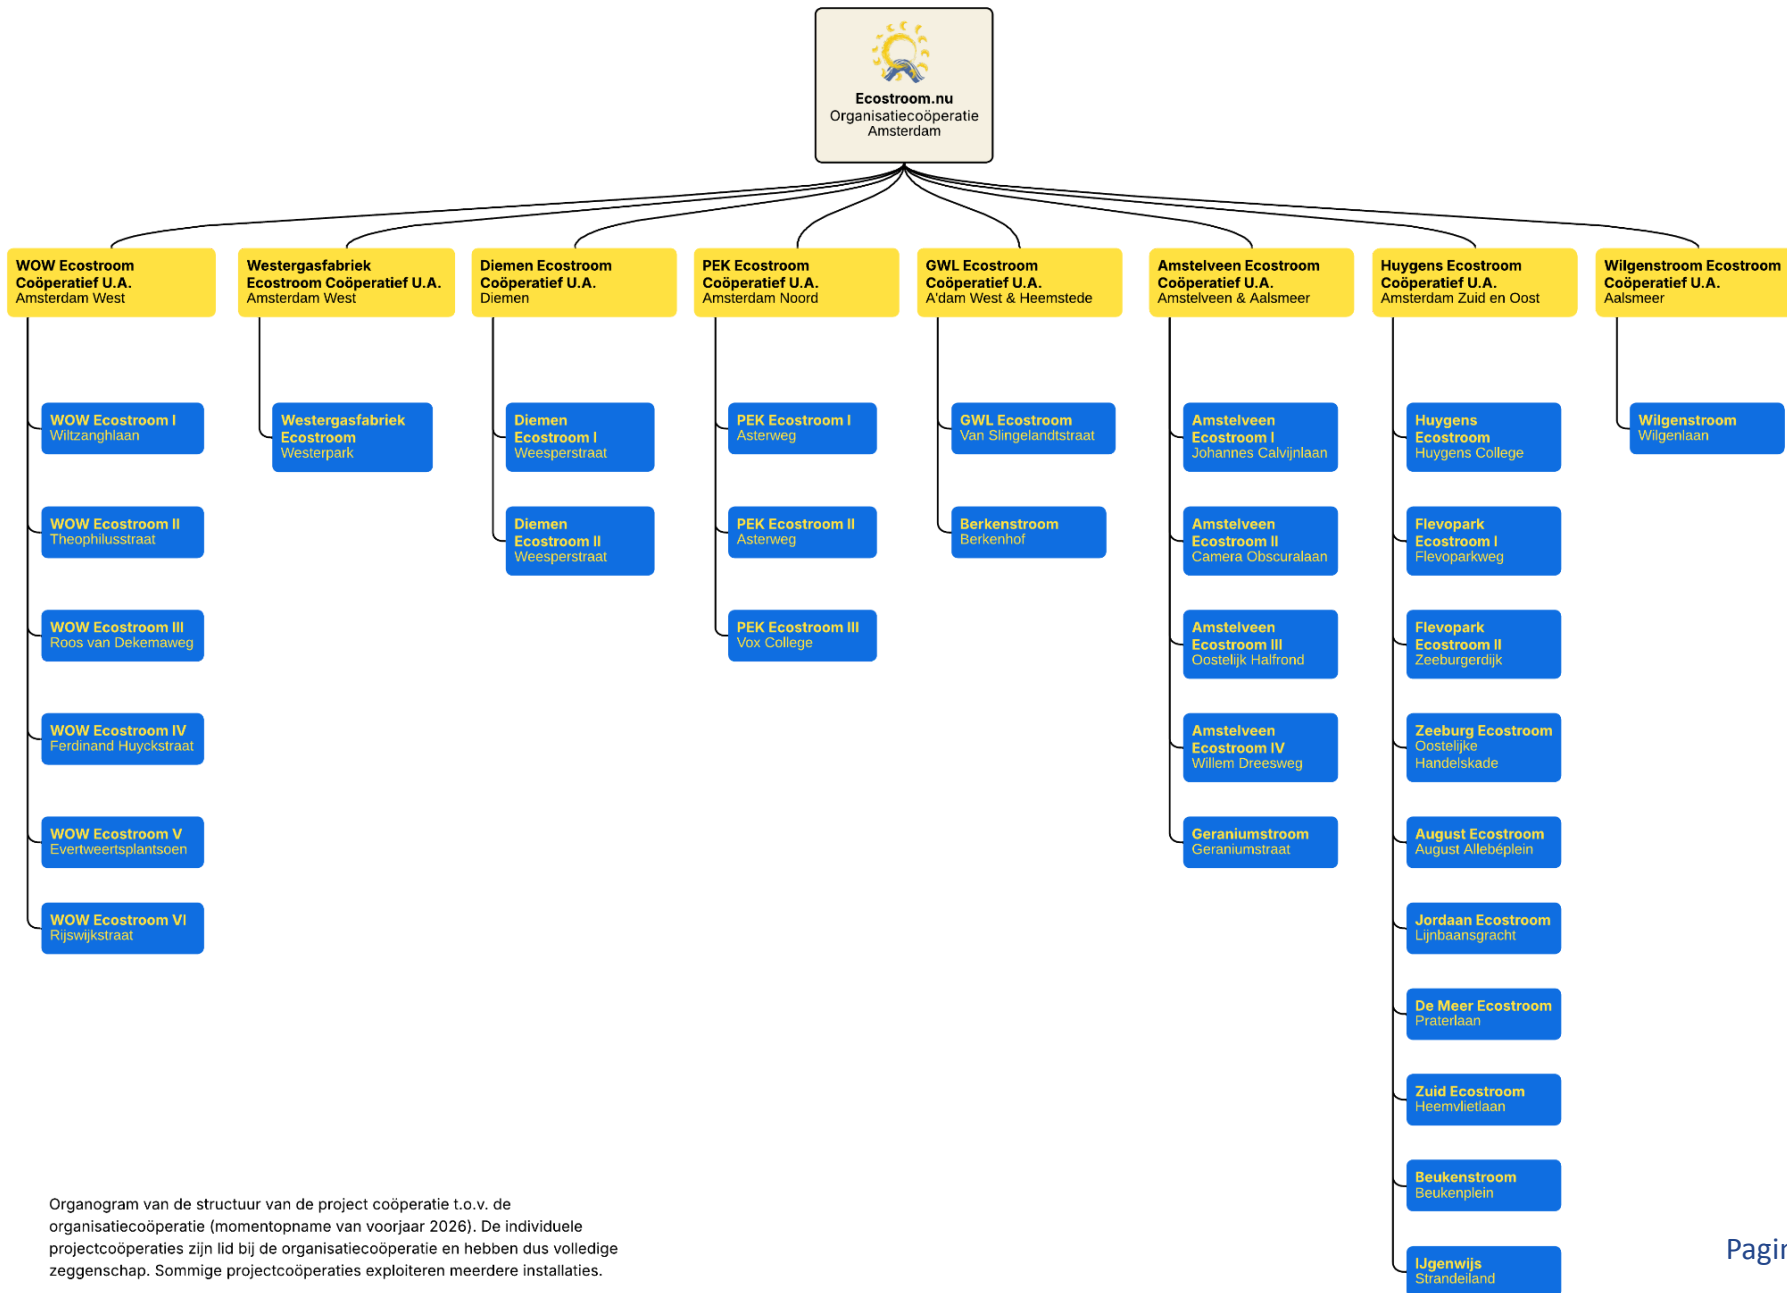 Ecostroom.nu
Organisatiecoöperatie
Amsterdam
WOW Ecostroom
Coöperatief U.A.
Amsterdam West
WOW Ecostroom I
Wiltzanghlaan
WOW Ecostroom II
Theophilusstraat
WOW Ecostroom III
Roos van Dekemaweg
WOW Ecostroom IV
Ferdinand Huyckstraat
WOW Ecostroom V
Evertweertsplantsoen
WOW Ecostroom VI
Rijswijkstraat
Westergasfabriek
Ecostroom Coöperatief U.A.
Amsterdam West
Westergasfabriek
Ecostroom
Westerpark
Diemen Ecostroom
Coöperatief U.A.
Diemen
Diemen
Ecostroom I
Weesperstraat
Diemen
Ecostroom II
Weesperstraat
PEK Ecostroom
Coöperatief U.A.
Amsterdam Noord
PEK Ecostroom I
Asterweg
PEK Ecostroom II
Asterweg
PEK Ecostroom III
Vox College
GWL Ecostroom
Coöperatief U.A.
A'dam West & Heemstede
GWL Ecostroom
Van Slingelandtstraat
Berkenstroom
Berkenhof
Amstelveen Ecostroom
Coöperatief U.A.
Amstelveen & Aalsmeer
Amstelveen
Ecostroom I
Johannes Calvijnlaan
Amstelveen
Ecostroom II
Camera Obscuralaan
Amstelveen
Ecostroom III
Oostelijk Halfrond
Amstelveen
Ecostroom IV
Willem Dreesweg
Geraniumstroom
Geraniumstraat
Huygens Ecostroom
Coöperatief U.A.
Amsterdam Zuid en Oost
Huygens
Ecostroom
Huygens College
Flevopark
Ecostroom I
Flevoparkweg
Flevopark
Ecostroom II
Zeeburgerdijk
Zeeburg Ecostroom
Oostelijke
Handelskade
August Ecostroom
August Allebéplein
Jordaan Ecostroom
Lijnbaansgracht
De Meer Ecostroom
Praterlaan
Zuid Ecostroom
Heemvlietlaan
Beukenstroom
Beukenplein
IJgenwijs
Strandeiland
Wilgenstroom Ecostroom
Coöperatief U.A.
Aalsmeer
Wilgenstroom
Wilgenlaan
Organogram van de structuur van de project coöperatie t.o.v. de
organisatiecoöperatie (momentopname van voorjaar 2026). De individuele
projectcoöperaties zijn lid bij de organisatiecoöperatie en hebben dus volledige
zeggenschap. Sommige projectcoöperaties exploiteren meerdere installaties.